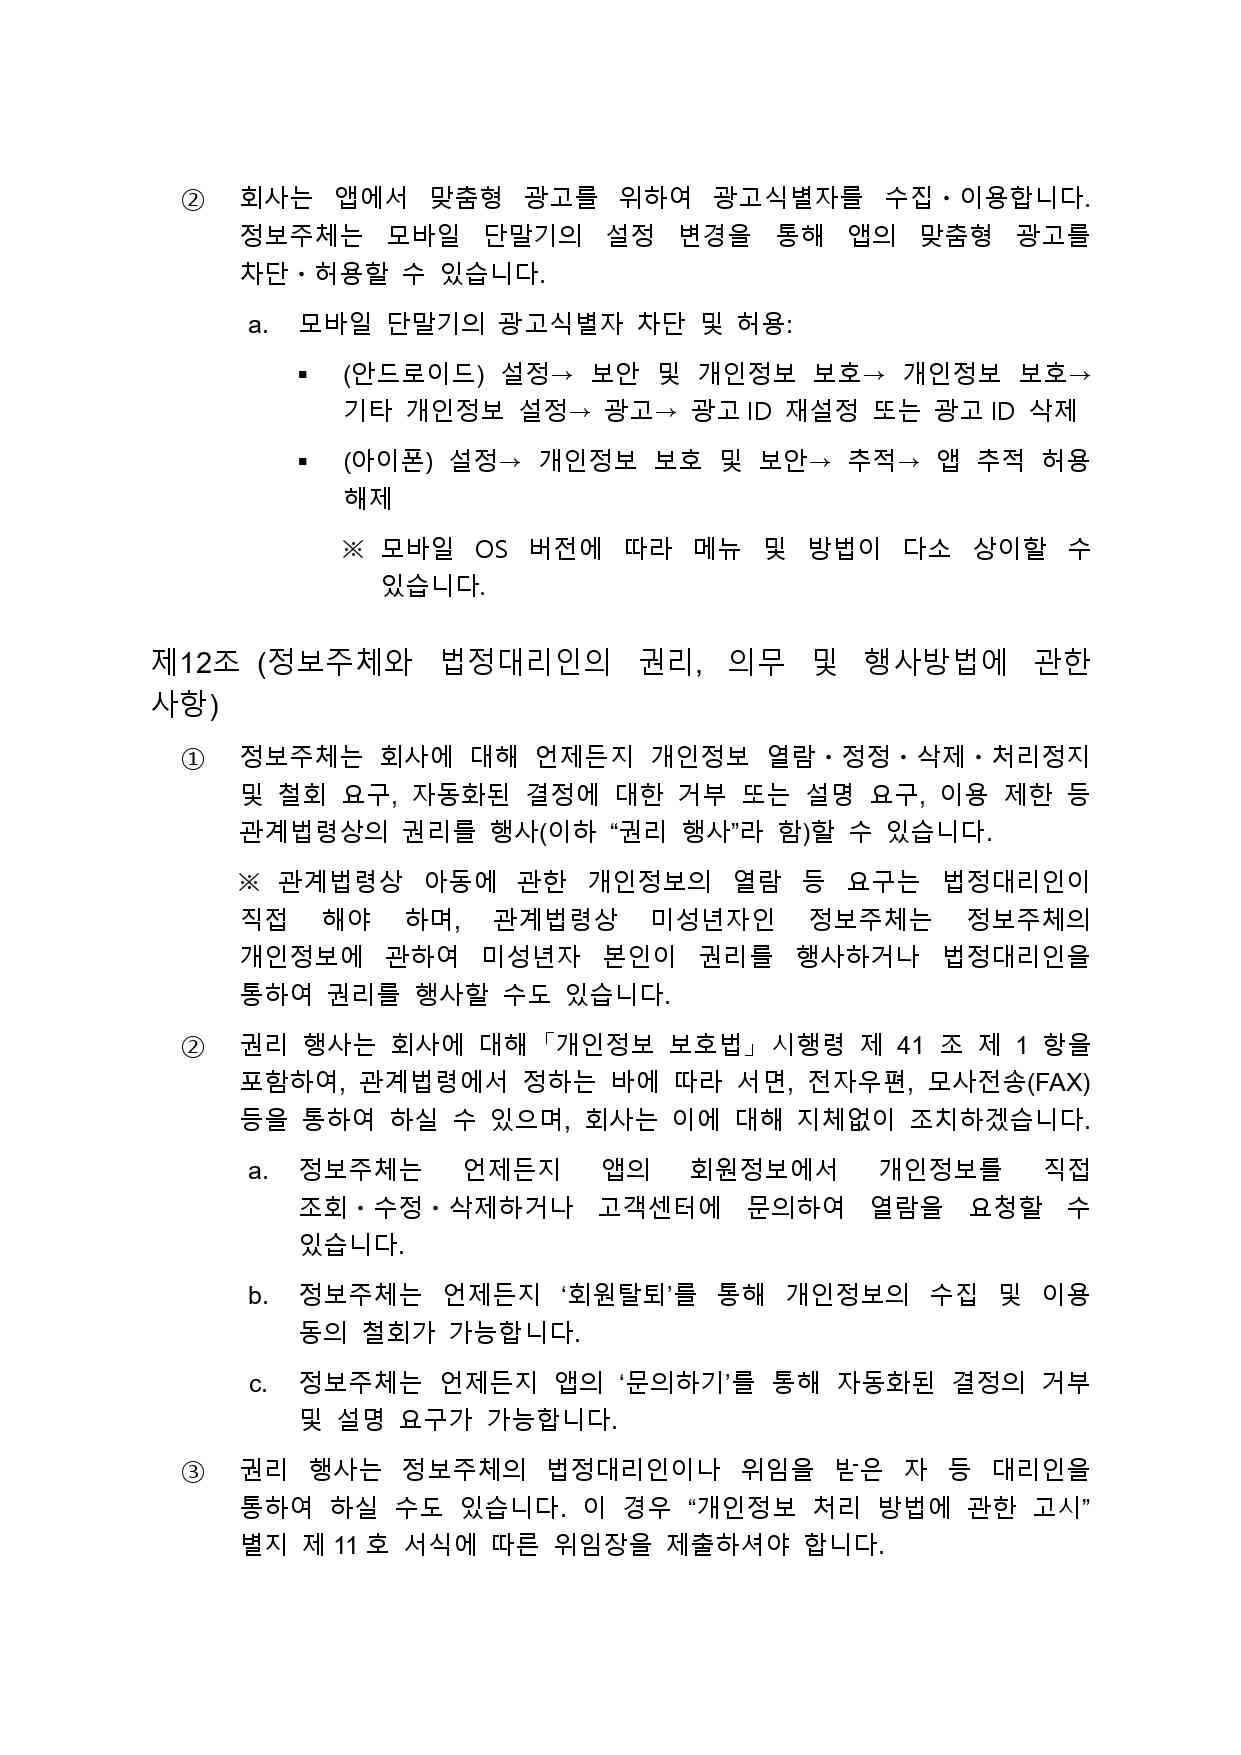 ② 회사는 앱에서 맞춤형 광고를 위하여 광고식별자를 수집・이용합니다.
정보주체는 모바일 단말기의 설정 변경을 통해 앱의 맞춤형 광고를
차단・허용할 수 있습니다.
a. 모바일 단말기의 광고식별자 차단 및 허용:
▪ (안드로이드) 설정→ 보안 및 개인정보 보호→ 개인정보 보호→
기타 개인정보 설정→ 광고→ 광고 ID 재설정 또는 광고 ID 삭제
▪ (아이폰) 설정→ 개인정보 보호 및 보안→ 추적→ 앱 추적 허용
해제
※ 모바일 OS 버전에 따라 메뉴 및 방법이 다소 상이할 수
있습니다.
제12조 (정보주체와 법정대리인의 권리, 의무 및 행사방법에 관한
사항)
① 정보주체는 회사에 대해 언제든지 개인정보 열람・정정・삭제・처리정지
및 철회 요구, 자동화된 결정에 대한 거부 또는 설명 요구, 이용 제한 등
관계법령상의 권리를 행사(이하 “권리 행사”라 함)할 수 있습니다.
※ 관계법령상 아동에 관한 개인정보의 열람 등 요구는 법정대리인이
직접 해야 하며, 관계법령상 미성년자인 정보주체는 정보주체의
개인정보에 관하여 미성년자 본인이 권리를 행사하거나 법정대리인을
통하여 권리를 행사할 수도 있습니다.
② 권리 행사는 회사에 대해「개인정보 보호법」시행령 제 41 조 제 1 항을
포함하여, 관계법령에서 정하는 바에 따라 서면, 전자우편, 모사전송(FAX)
등을 통하여 하실 수 있으며, 회사는 이에 대해 지체없이 조치하겠습니다.
a. 정보주체는 언제든지 앱의 회원정보에서 개인정보를 직접
조회・수정・삭제하거나 고객센터에 문의하여 열람을 요청할 수
있습니다.
b. 정보주체는 언제든지 ‘회원탈퇴’를 통해 개인정보의 수집 및 이용
동의 철회가 가능합니다.
c. 정보주체는 언제든지 앱의 ‘문의하기’를 통해 자동화된 결정의 거부
및 설명 요구가 가능합니다.
③ 권리 행사는 정보주체의 법정대리인이나 위임을 받은 자 등 대리인을
통하여 하실 수도 있습니다. 이 경우 “개인정보 처리 방법에 관한 고시”
별지 제 11 호 서식에 따른 위임장을 제출하셔야 합니다.